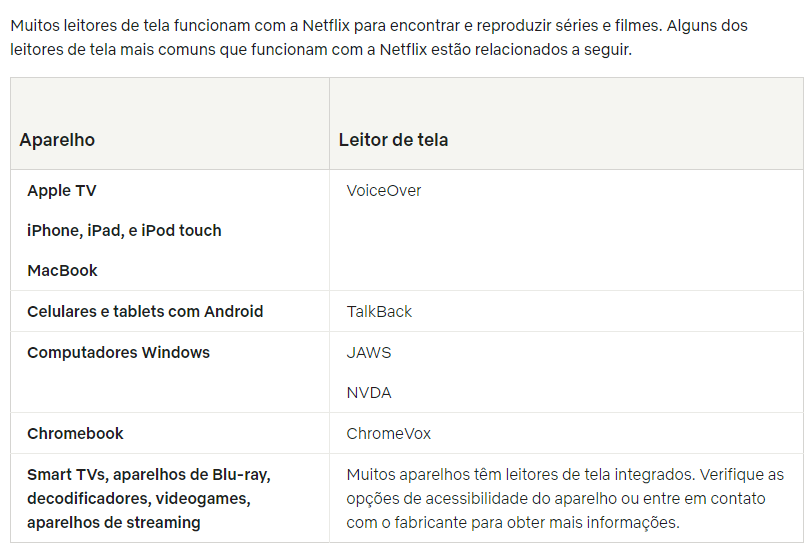 Muitos leitores de tela funcionam com a Netflix para encontrar e reproduzir séries e filmes. Alguns dos
leitores de tela mais comuns que funcionam com a Netflix estão relacionados a seguir.
Aparelho
Leitor de tela
Apple TV
VoiceOver
iPhone, iPad, e iPod touch
MacBook
Celulares e tablets com Android
TalkBack
Computadores Windows
JAWS
NVDA
Chromebook
ChromeVox
Smart TVs, aparelhos de Blu-ray,
decodificadores, videogames,
aparelhos de streaming
Muitos aparelhos têm leitores de tela integrados. Verifique as
opções de acessibilidade do aparelho ou entre em contato
com o fabricante para obter mais informações.